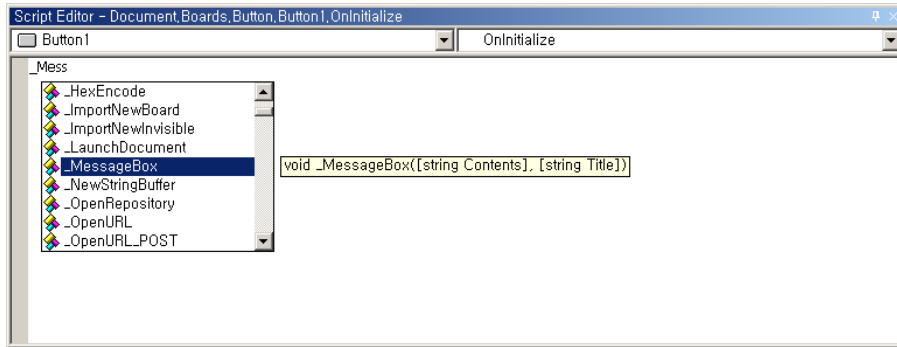 Script Editor - Document,Boards,Button,Button1,OnInitialize
Button1 OnInitialize
_Mess
_HexEncode
_ImportNewBoard
_ImportNewInvisible
_LaunchDocument
_MessageBox void _MessageBox([string Contents], [string Title])
_NewStringBuffer
_OpenRepository
_OpenURL
_OpenURL_POST